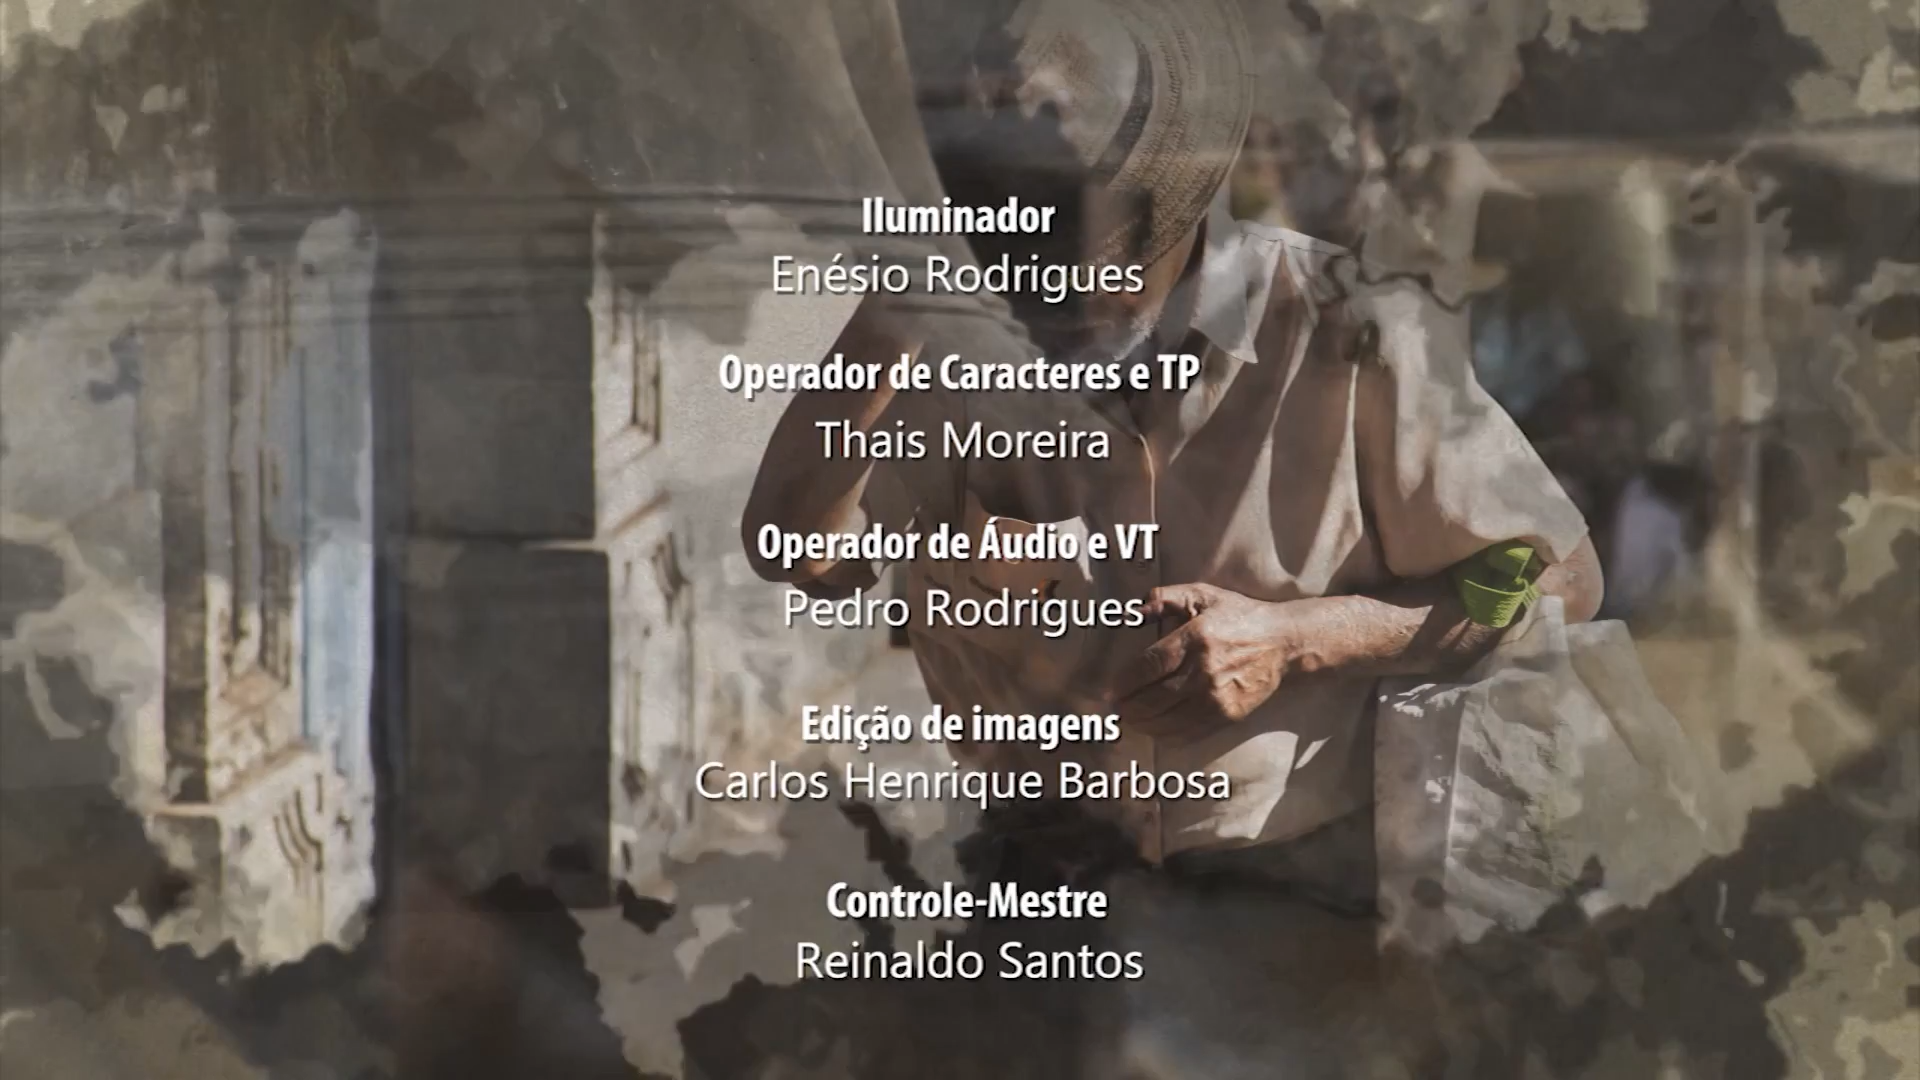 Iluminador
Enésio Rodrigues
Operador de Caracteres e TP
Thais Moreira
Operador de Áudio e VT
Pedro Rodrigues
Edição de imagens
Carlos Henrique Barbosa
Controle-Mestre
Reinaldo Santos